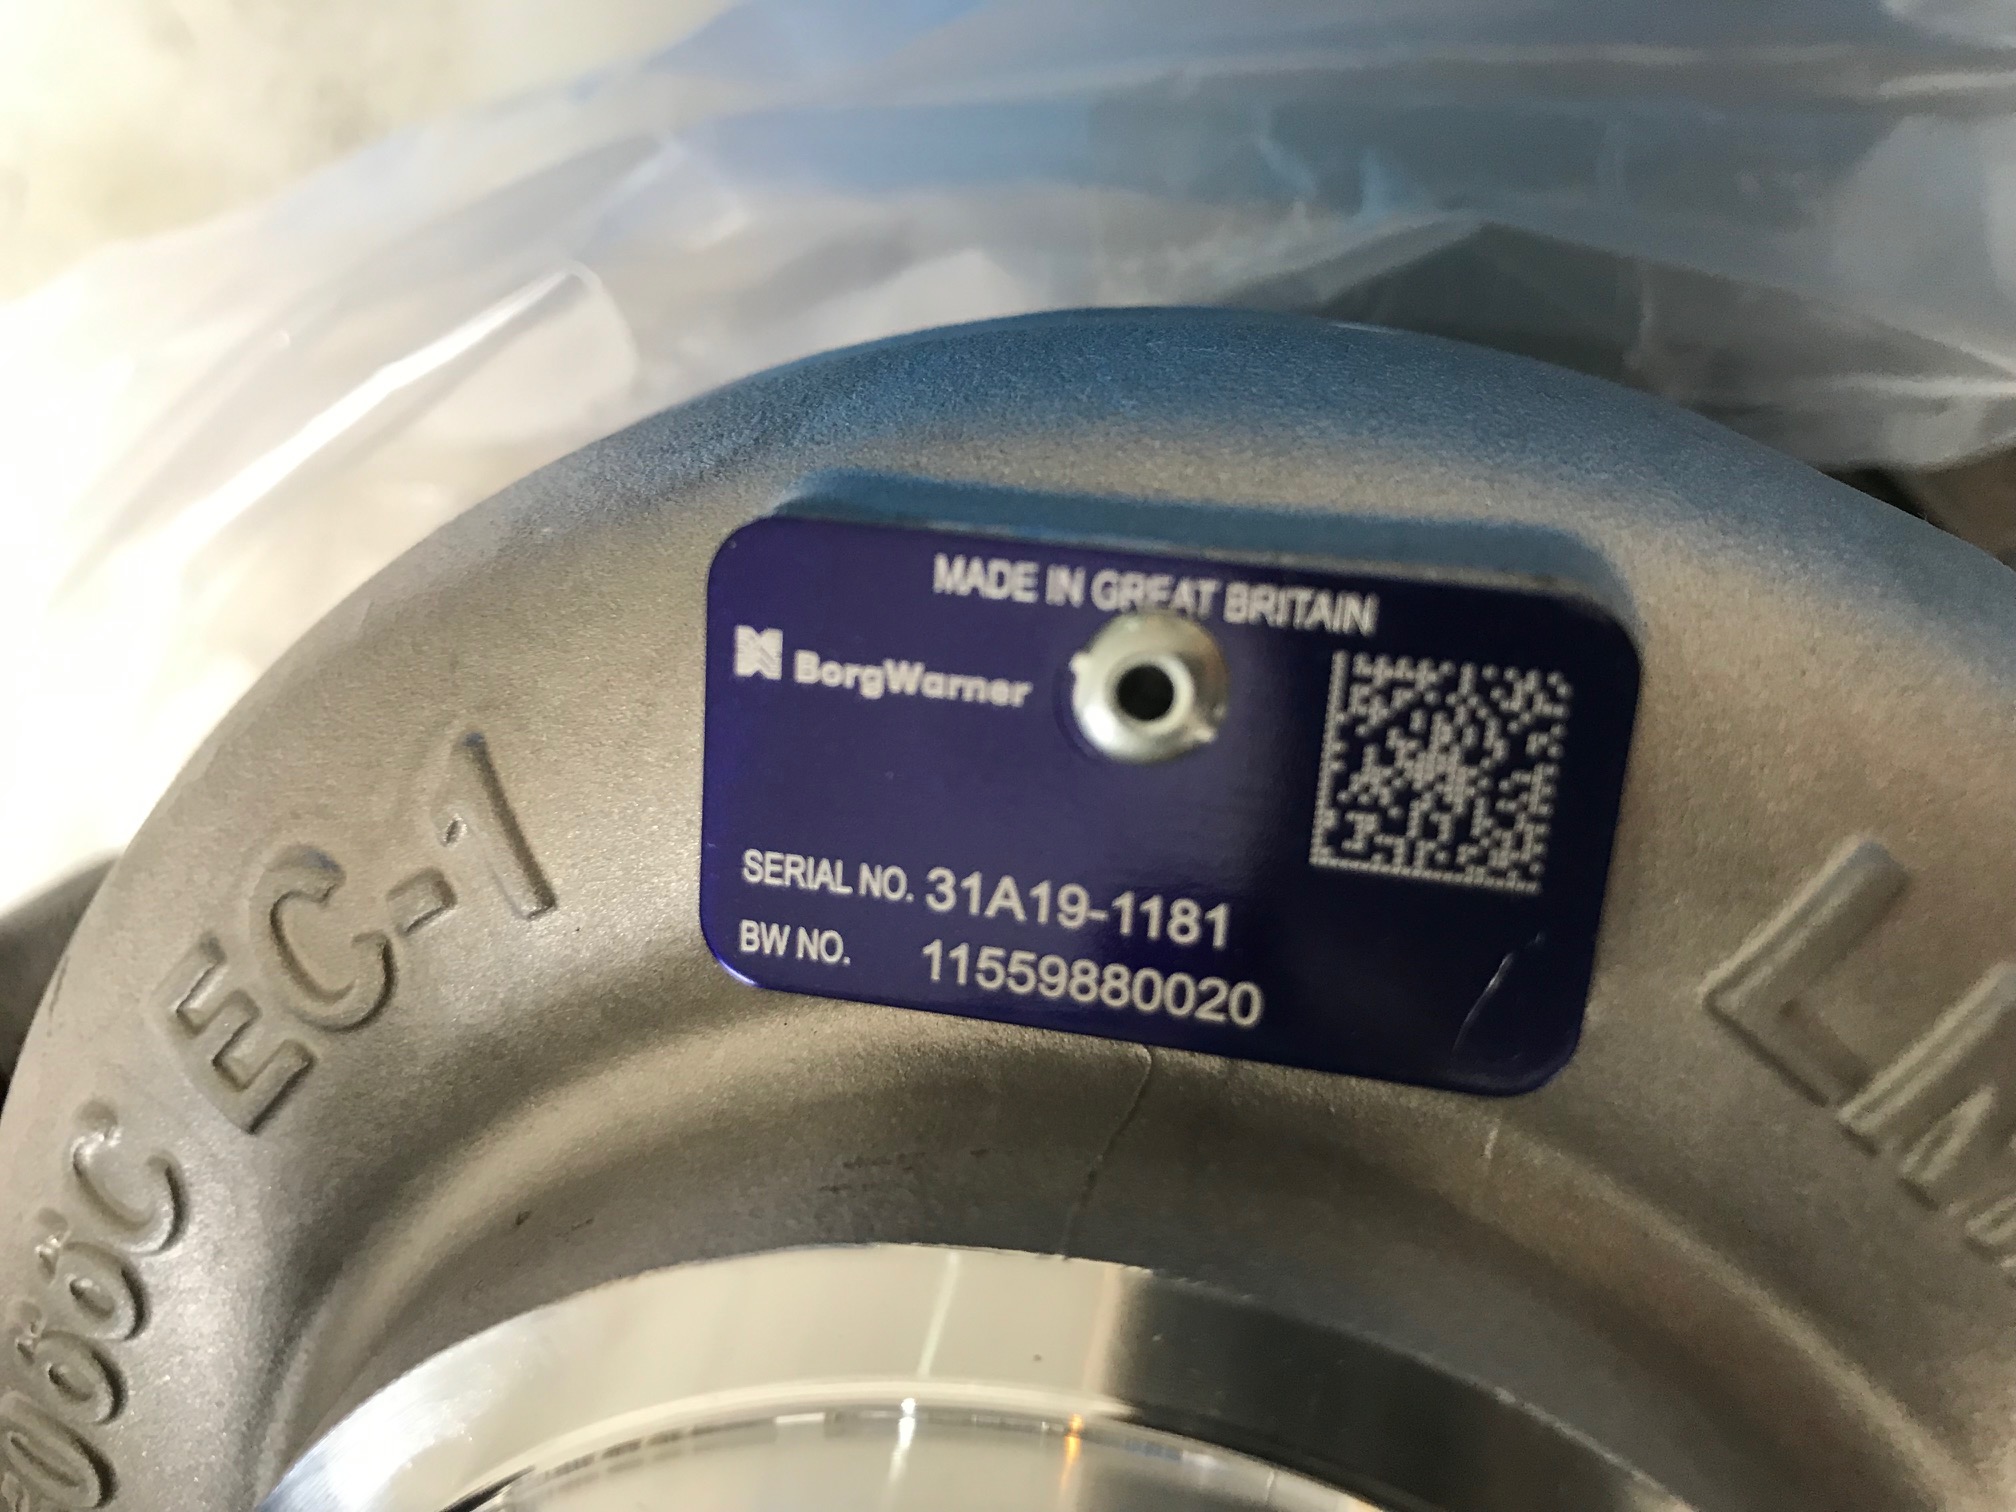 MADE IN GREAT BRITAIN
BorgWarner
SERIAL NO. 31A19-1181
BW NO. 11559880020
EC-1